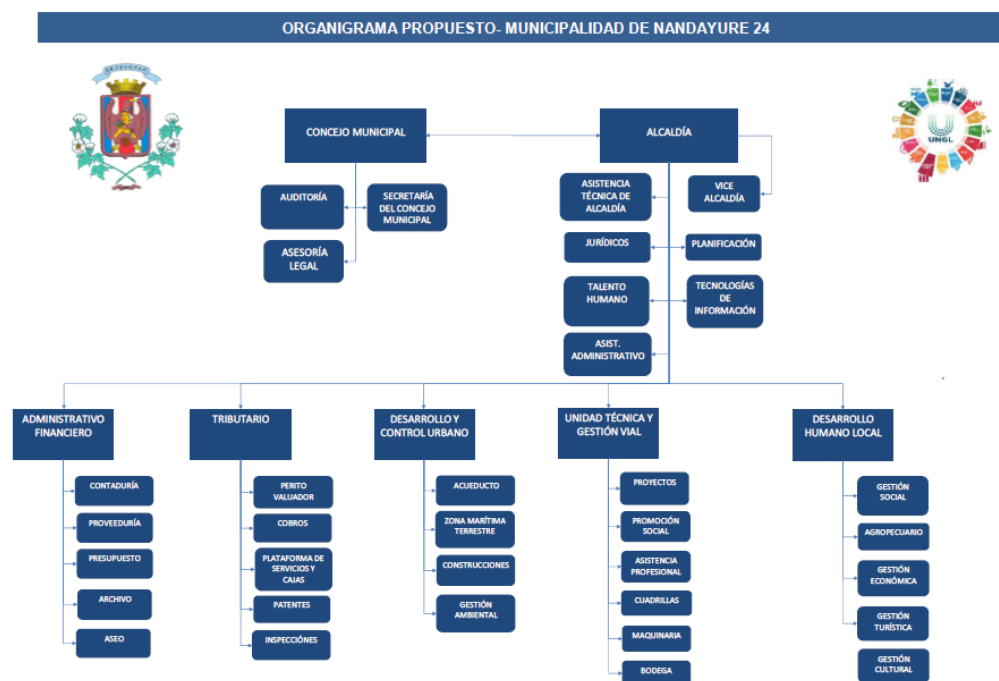 ORGANIGRAMA PROPUESTO- MUNICIPALIDAD DE NANDAYURE 24
UNGL
CONCEJO MUNICIPAL
ALCALDÍA
AUDITORÍA
SECRETARÍA
DEL CONCEJO
MUNICIPAL
ASESORÍA
LEGAL
ASISTENCIA
TÉCNICA DE
ALCALDÍA
VICE
ALCALDÍA
JURÍDICOS
PLANIFICACIÓN
TALENTO
HUMANO
TECNOLOGÍAS
DE
INFORMACIÓN
ASIST.
ADMINISTRATIVO
ADMINISTRATIVO
FINANCIERO
CONTADURÍA
PROVEEDURÍA
PRESUPUESTO
ARCHIVO
ASEO
TRIBUTARIO
PERITO
VALUADOR
COBROS
PLATAFORMA DE
SERVICIOS Y
CAJAS
PATENTES
INSPECCIÓNES
DESARROLLO Y
CONTROL URBANO
ACUEDUCTO
ZONA MARÍTIMA
TERRESTRE
CONSTRUCCIONES
GESTIÓN
AMBIENTAL
UNIDAD TÉCNICA Y
GESTIÓN VIAL
PROYECTOS
PROMOCIÓN
SOCIAL
ASISTENCIA
PROFESIONAL
CUADRILLAS
MAQUINARIA
BODEGA
DESARROLLO
HUMANO LOCAL
GESTIÓN
SOCIAL
AGROPECUARIO
GESTIÓN
ECONÓMICA
GESTIÓN
TURÍSTICA
GESTIÓN
CULTURAL